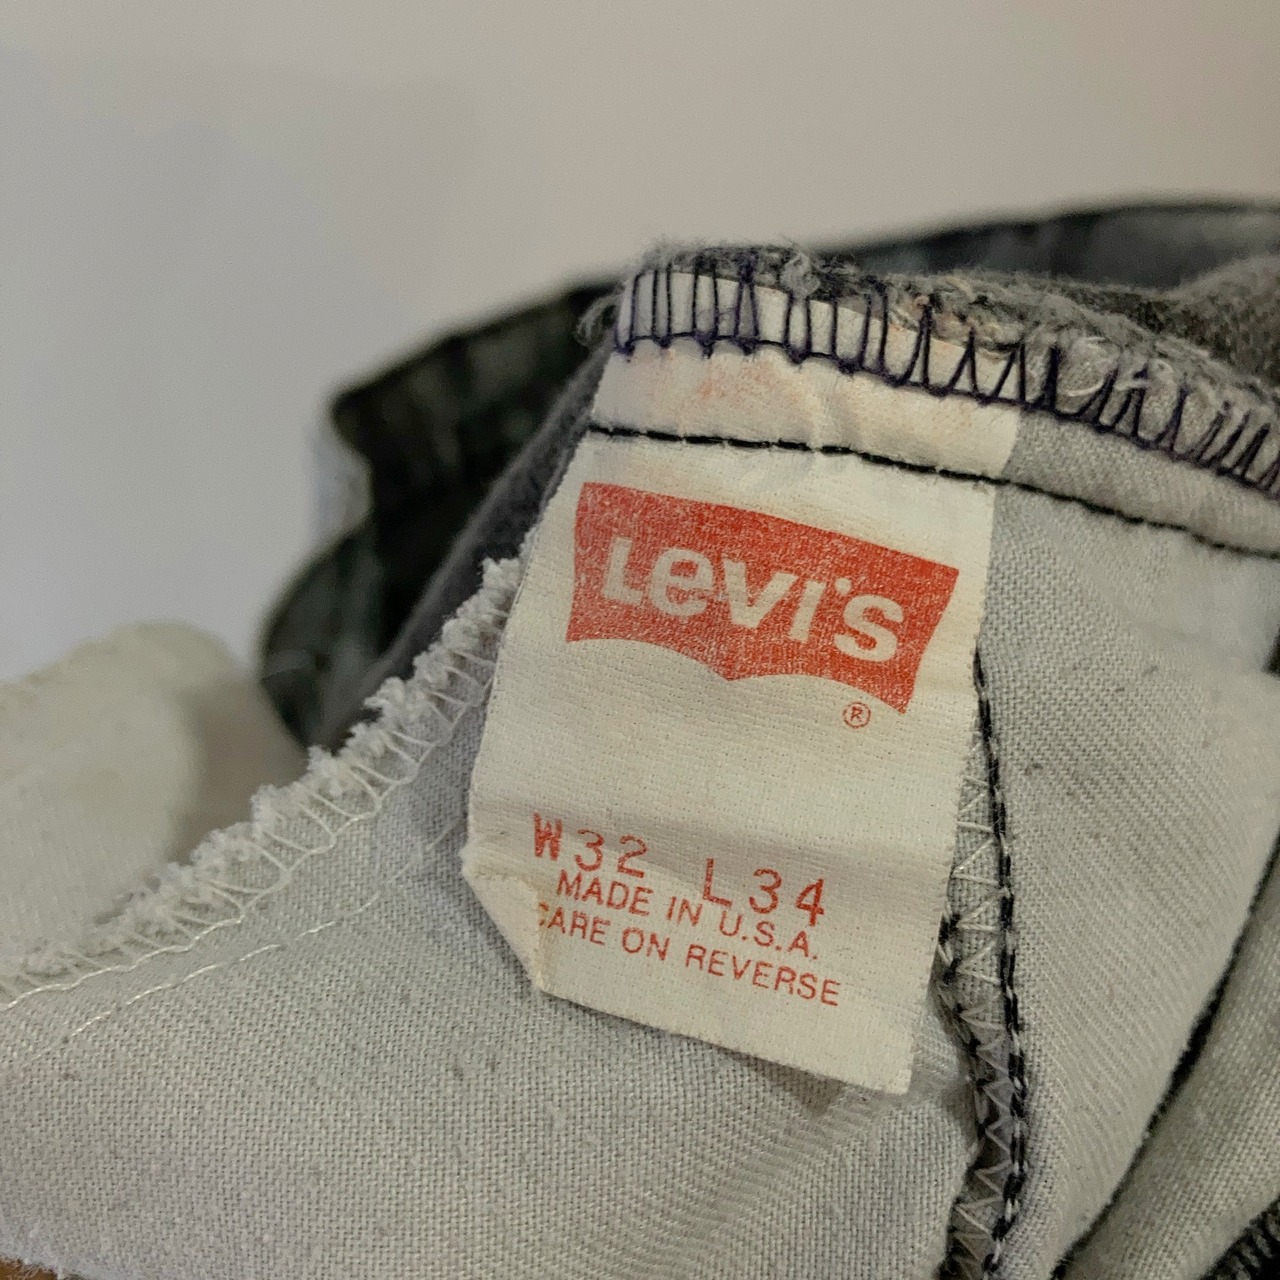 Levi's
®
W32 L34
MADE IN U.S.A.
CARE ON REVERSE